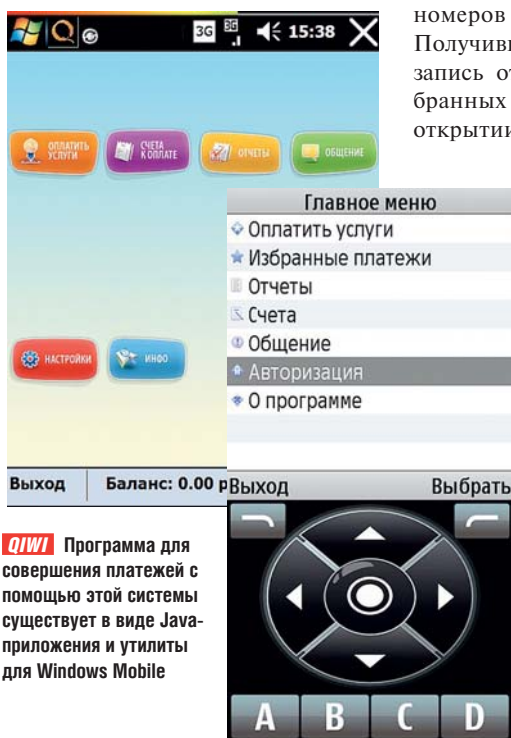 номеров
Получивш
запись от
бранных
открытии
3G 3G 15:38
ОПЛАТИТЬ УСЛУГИ
СЧЕТА К ОПЛАТЕ
ОТЧЕТЫ
ОБЩЕНИЕ
НАСТРОЙКИ
ИНФО
Выход Баланс: 0.00 р
Главное меню
Оплатить услуги
Избранные платежи
Отчеты
Счета
Общение
Авторизация
О программе
Выход Выбрать
A B C D
QIWI Программа для
совершения платежей с
помощью этой системы
существует в виде Java-
приложения и утилиты
для Windows Mobile